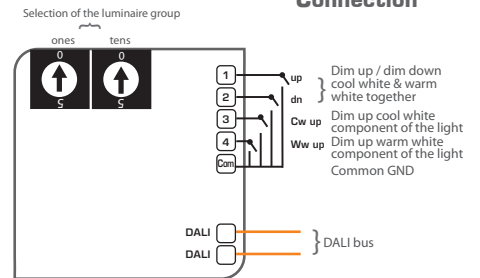 Connection
Selection of the luminaire group
ones tens
0 0
5 5
1 up Dim up / dim down
cool white & warm
white together
2 dn
3 Cw up Dim up cool white
component of the light
4 Ww up Dim up warm white
component of the light
Com Common GND
DALI
DALI
DALI bus